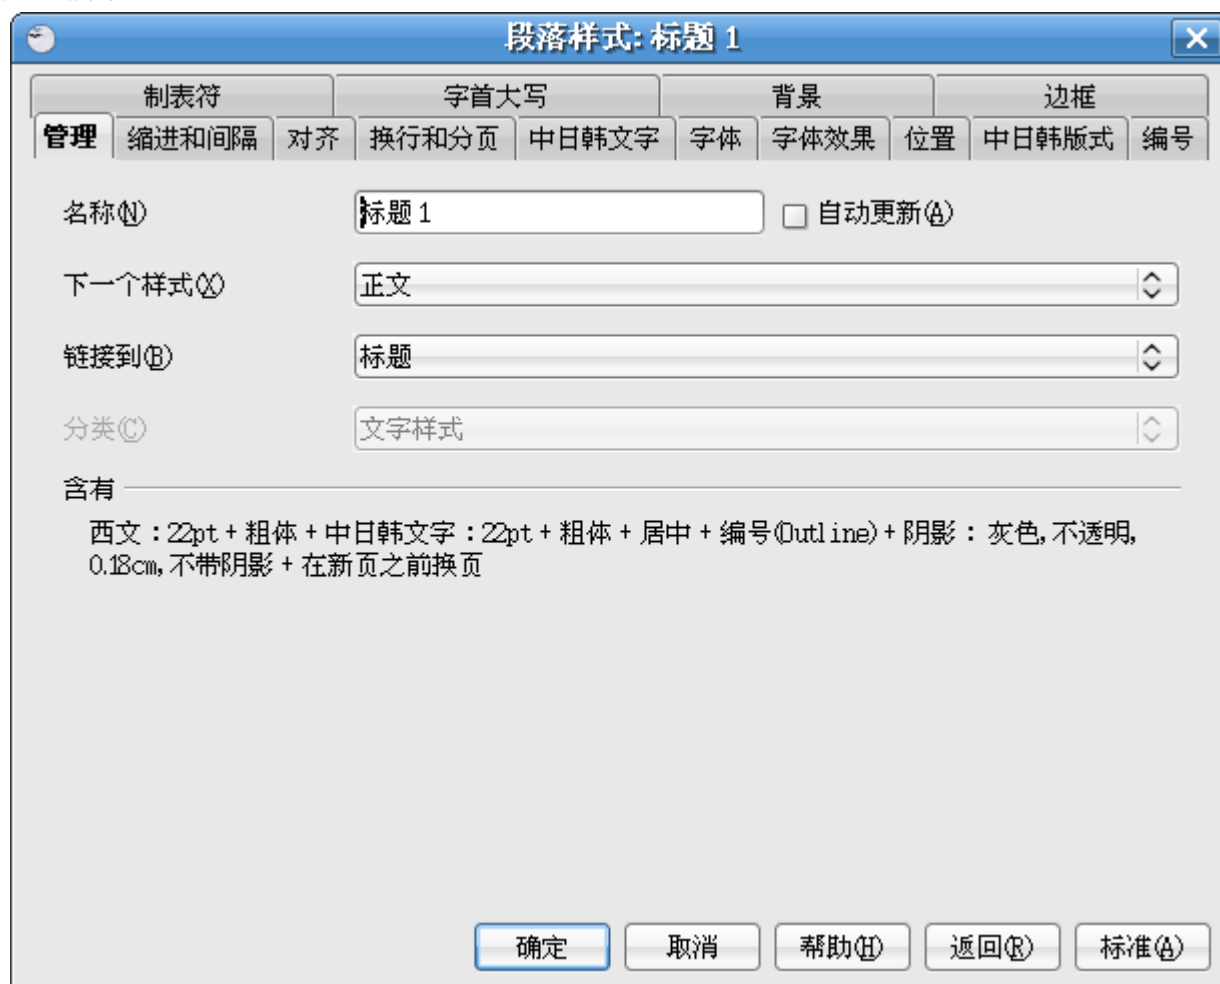 段落样式: 标题 1
制表符 字首大写 背景 边框
管理 缩进和间隔 对齐 换行和分页 中日韩文字 字体 字体效果 位置 中日韩版式 编号
名称(N) 标题 1 自动更新(A)
下一个样式(X) 正文
链接到(B) 标题
分类(C) 文字样式
含有
西文：22pt + 粗体 + 中日韩文字：22pt + 粗体 + 居中 + 编号(Outline) + 阴影： 灰色, 不透明,
0.18cm, 不带阴影 + 在新页之前换页
确定 取消 帮助(H) 返回(R) 标准(A)